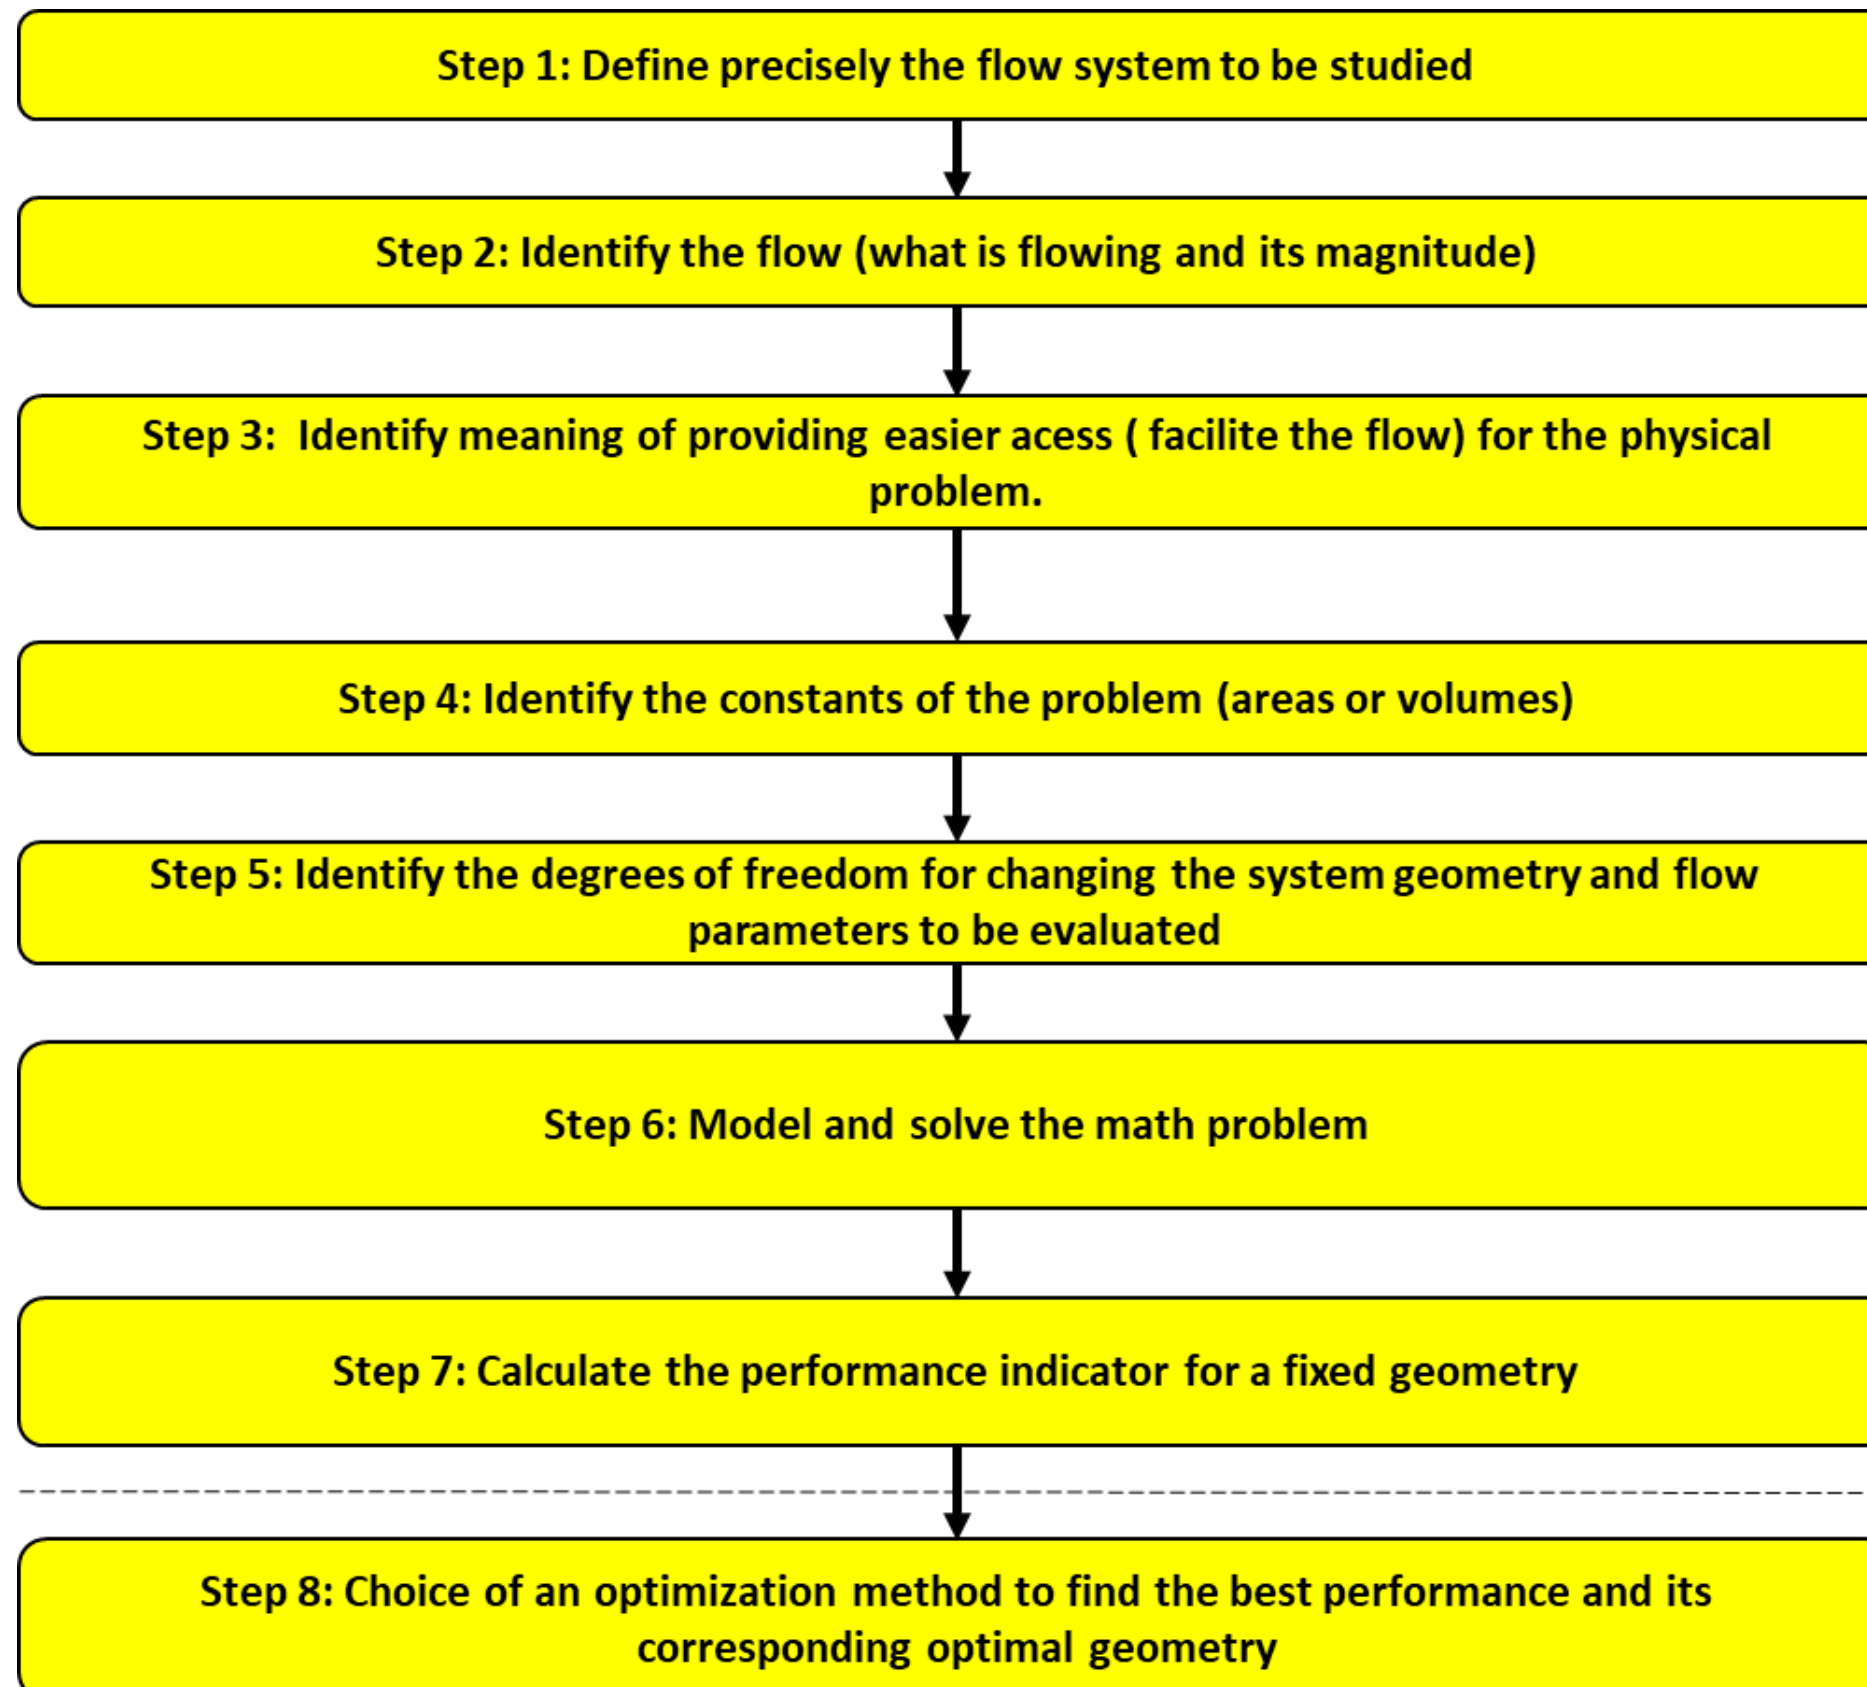 Step 1: Define precisely the flow system to be studied
Step 2: Identify the flow (what is flowing and its magnitude)
Step 3:  Identify meaning of providing easier acess ( facilite the flow) for the physical
problem.
Step 4: Identify the constants of the problem (areas or volumes)
Step 5: Identify the degrees of freedom for changing the system geometry and flow
parameters to be evaluated
Step 6: Model and solve the math problem
Step 7: Calculate the performance indicator for a fixed geometry
Step 8: Choice of an optimization method to find the best performance and its
corresponding optimal geometry